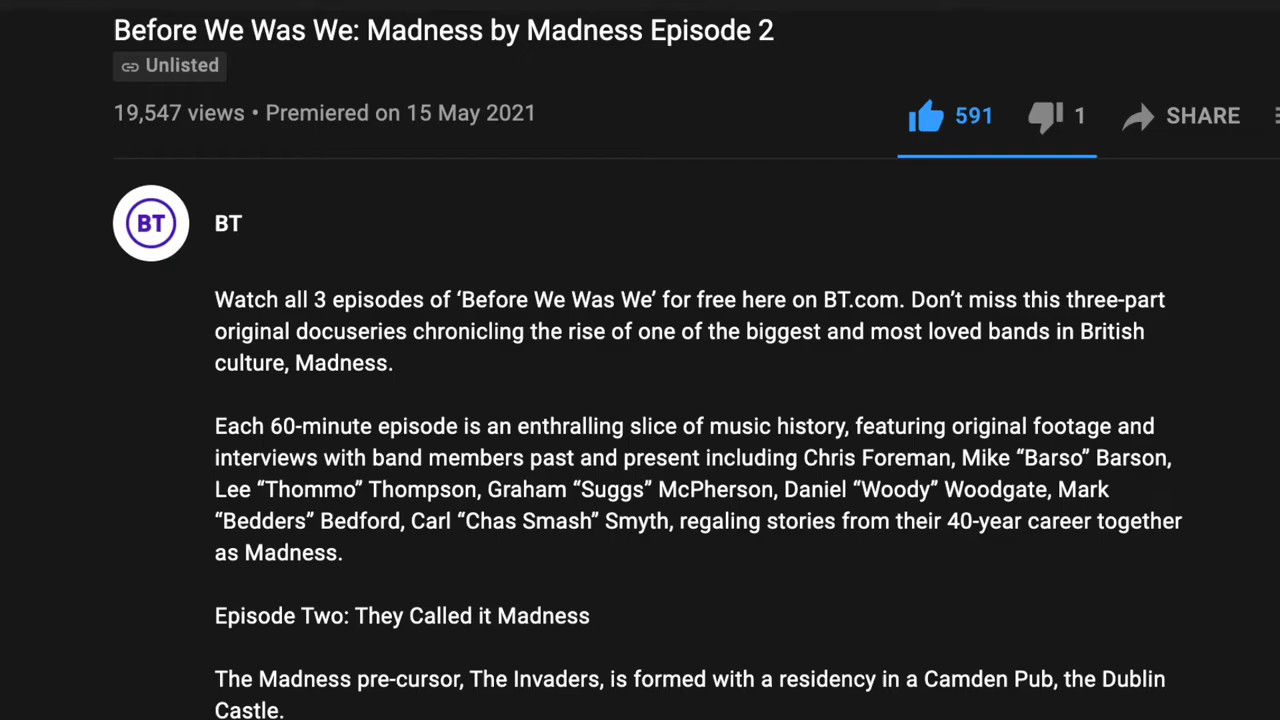 Before We Was We: Madness by Madness Episode 2
Unlisted
19,547 views • Premiered on 15 May 2021
591 1 SHARE
BT BT
Watch all 3 episodes of ‘Before We Was We’ for free here on BT.com. Don’t miss this three-part
original docuseries chronicling the rise of one of the biggest and most loved bands in British
culture, Madness.
Each 60-minute episode is an enthralling slice of music history, featuring original footage and
interviews with band members past and present including Chris Foreman, Mike “Barso” Barson,
Lee “Thommo” Thompson, Graham “Suggs” McPherson, Daniel “Woody” Woodgate, Mark
“Bedders” Bedford, Carl “Chas Smash” Smyth, regaling stories from their 40-year career together
as Madness.
Episode Two: They Called it Madness
The Madness pre-cursor, The Invaders, is formed with a residency in a Camden Pub, the Dublin
Castle.